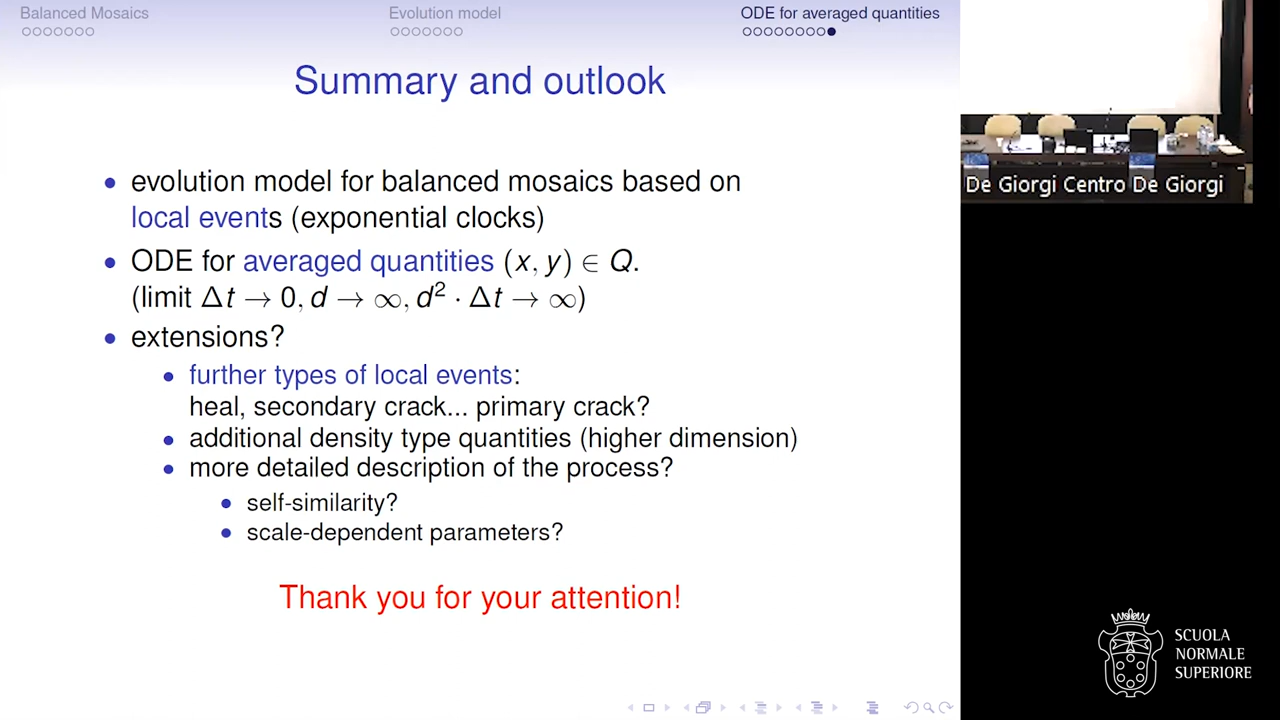 Balanced Mosaics
Evolution model
ODE for averaged quantities
Summary and outlook
• evolution model for balanced mosaics based on
local events (exponential clocks)
• ODE for averaged quantities (x, y) ∈ Q.
(limit Δt → 0, d → ∞, d² · Δt → ∞)
• extensions?
• further types of local events:
heal, secondary crack... primary crack?
• additional density type quantities (higher dimension)
• more detailed description of the process?
• self-similarity?
• scale-dependent parameters?
Thank you for your attention!
De Giorgi Centro De Giorgi
SCUOLA
NORMALE
SUPERIORE